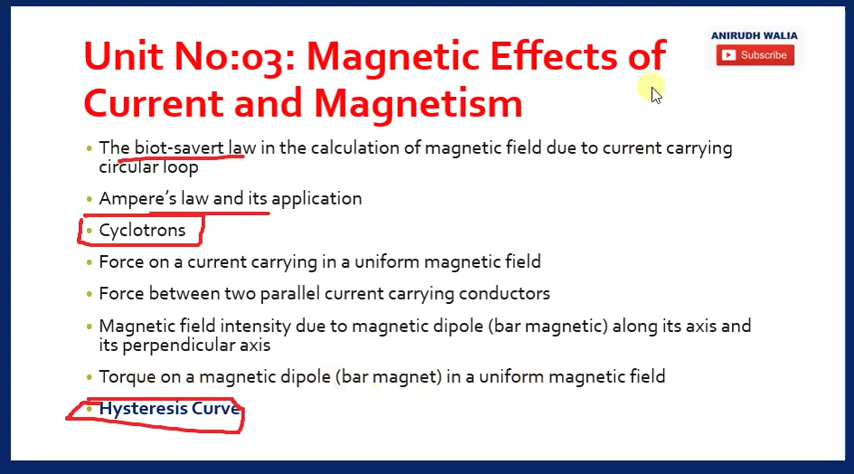 ANIRUDH WALIA
Subscribe
Unit No:03: Magnetic Effects of
Current and Magnetism
• The biot-savert law in the calculation of magnetic field due to current carrying
circular loop
• Ampere's law and its application
• Cyclotrons
• Force on a current carrying in a uniform magnetic field
• Force between two parallel current carrying conductors
• Magnetic field intensity due to magnetic dipole (bar magnetic) along its axis and
its perpendicular axis
• Torque on a magnetic dipole (bar magnet) in a uniform magnetic field
• Hysteresis Curve